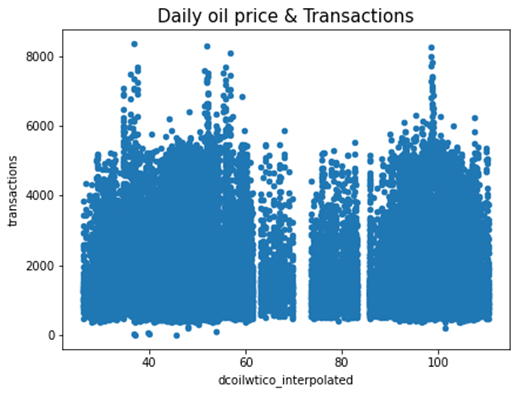 Daily oil price & Transactions
8000
6000
4000
2000
0
transactions
40 60 80 100
dcoilwtico_interpolated